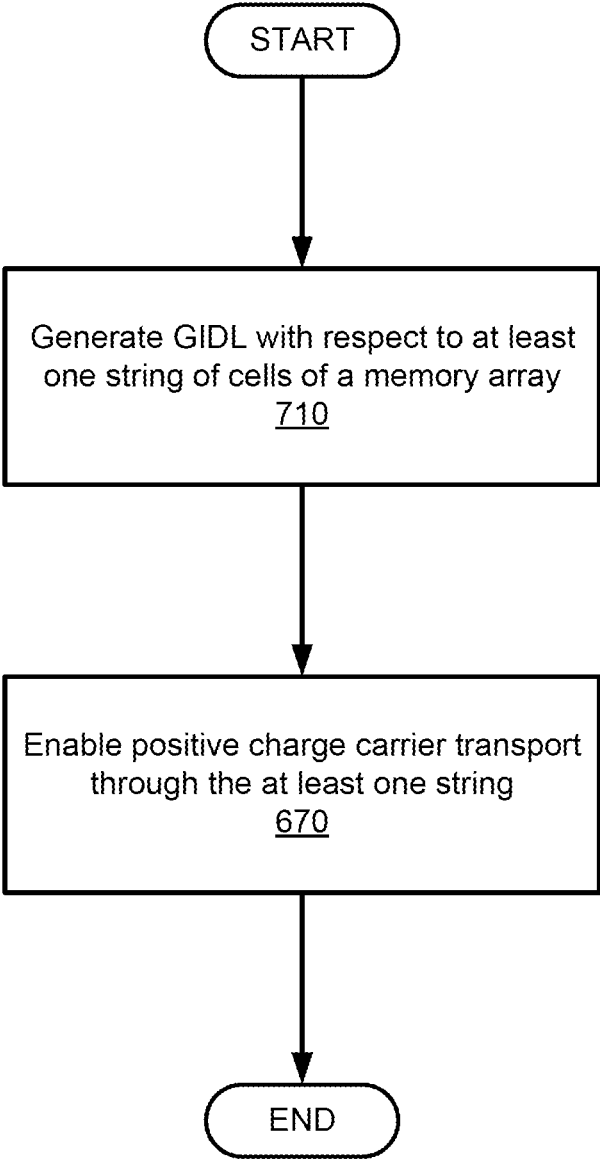 START
Generate GIDL with respect to at least
one string of cells of a memory array
710
Enable positive charge carrier transport
through the at least one string
670
END